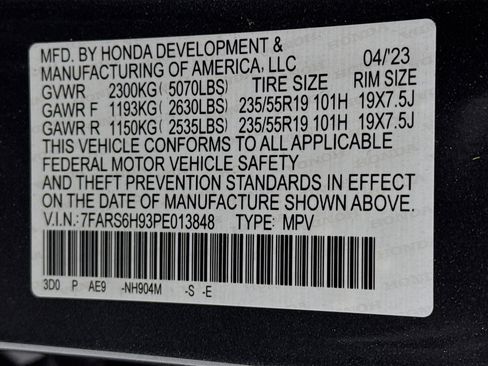 MFD. BY HONDA DEVELOPMENT &
MANUFACTURING OF AMERICA, LLC 04/'23
GVWR 2300KG( 5070LBS) TIRE SIZE RIM SIZE
GAWR F 1193KG( 2630LBS) 235/55R19 101H 19X7.5J
GAWR R 1150KG( 2535LBS) 235/55R19 101H 19X7.5J
THIS VEHICLE CONFORMS TO ALL APPLICABLE
FEDERAL MOTOR VEHICLE SAFETY
AND THEFT PREVENTION STANDARDS IN EFFECT
ON THE DATE OF MANUFACTURE SHOWN ABOVE.
V.I.N.:7FARS6H93PE013848 TYPE: MPV
3D0 P AE9 -NH904M -S -E